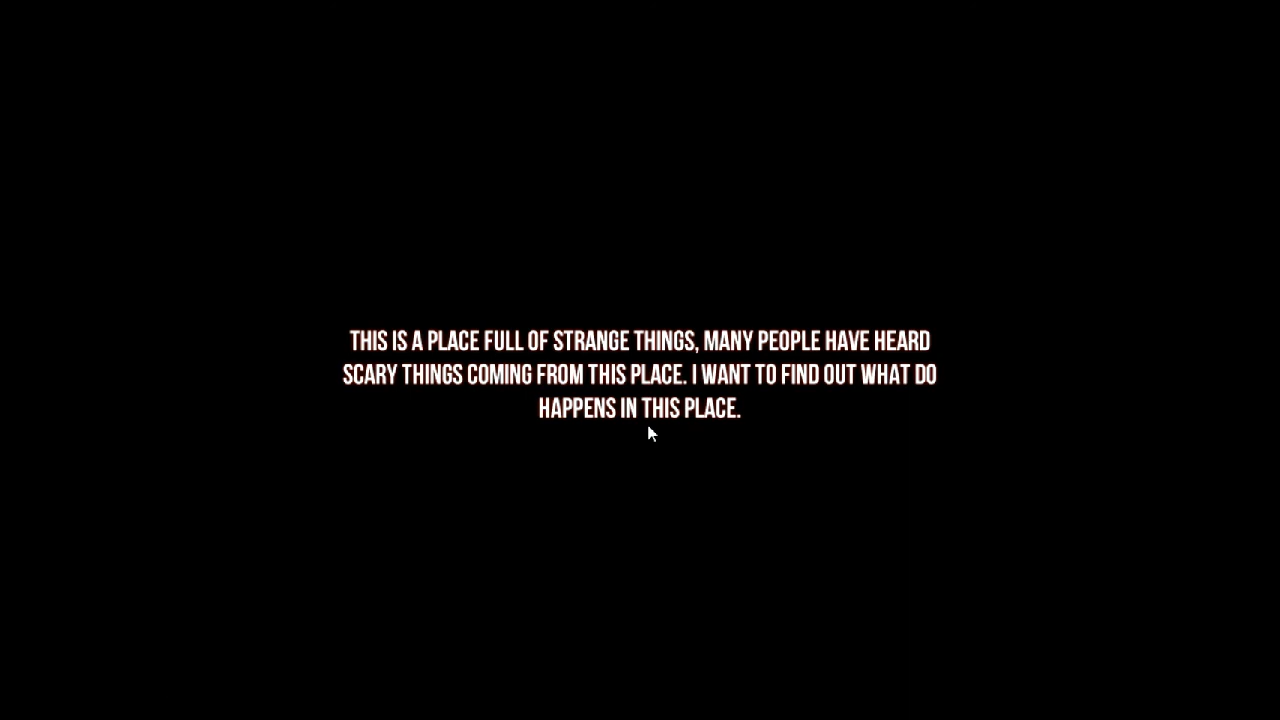 THIS IS A PLACE FULL OF STRANGE THINGS, MANY PEOPLE HAVE HEARD
SCARY THINGS COMING FROM THIS PLACE. I WANT TO FIND OUT WHAT DO
HAPPENS IN THIS PLACE.